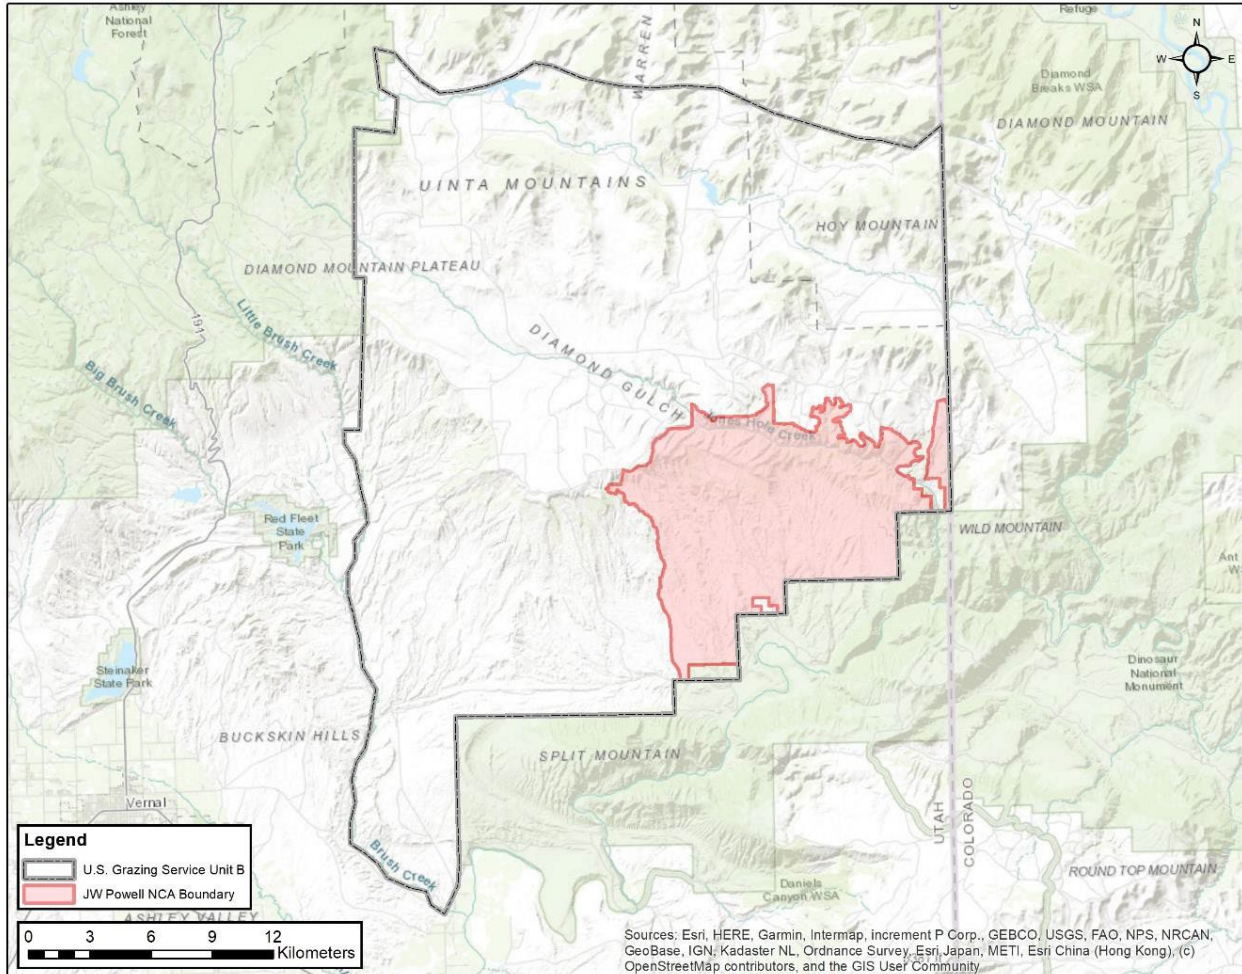 Ashley
National
Forest
Refuge
N
W
E
S
WARREN
Diamond
Breaks WSA
DIAMOND MOUNTAIN
UINTA MOUNTAINS
HOY MOUNTAIN
DIAMOND MOUNTAIN PLATEAU
191
Little Brush Creek
Big Brush Creek
DIAMOND GULCH
Jones Hole Creek
Red Fleet
State
Park
WILD MOUNTAIN
Ant
W
Steinaker
State Park
Dinosaur
National
Monument
BUCKSKIN HILLS
SPLIT MOUNTAIN
Vernal
UTAH
COLORADO
Brush Creek
ROUND TOP MOUNTAIN
Daniels
Canyon WSA
ASHLEY VALLEY
Legend
U.S. Grazing Service Unit B
JW Powell NCA Boundary
0 3 6 9 12
Kilometers
Sources: Esri, HERE, Garmin, Intermap, increment P Corp., GEBCO, USGS, FAO, NPS, NRCAN,
GeoBase, IGN, Kadaster NL, Ordnance Survey, Esri Japan, METI, Esri China (Hong Kong), (c)
OpenStreetMap contributors, and the GIS User Community